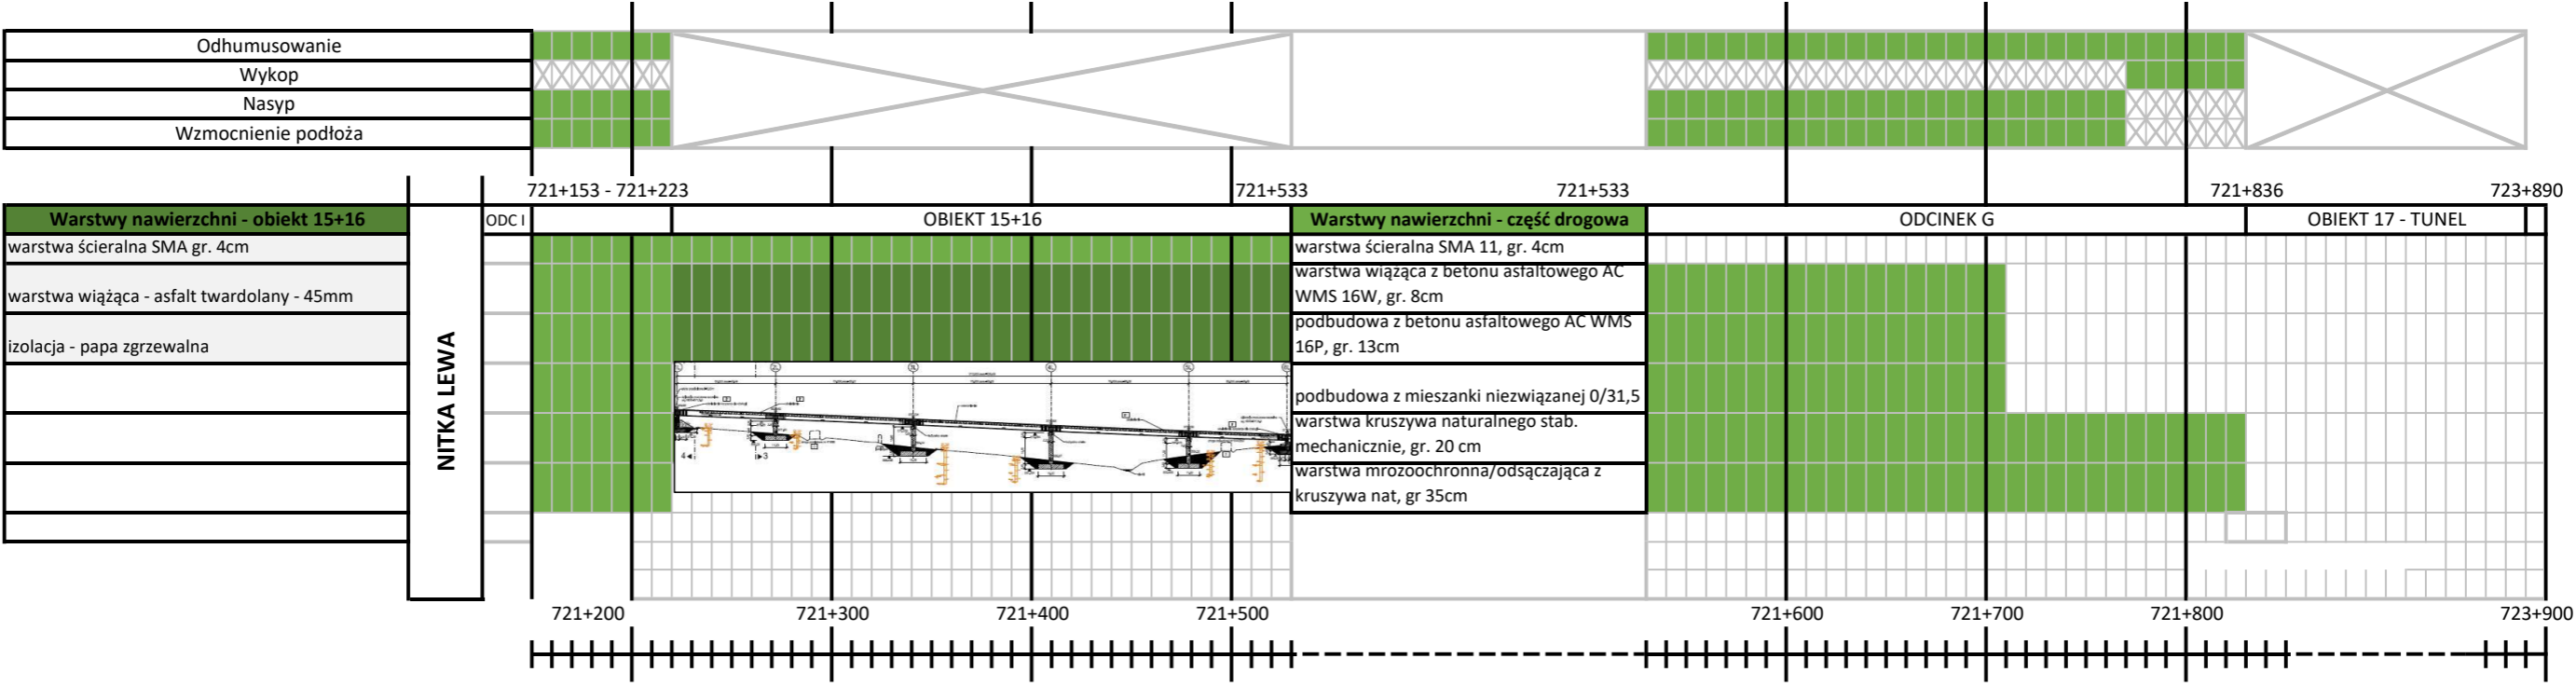 Odhumusowanie
Wykop
Nasyp
Wzmocnienie podłoża
721+153 - 721+223
721+533
721+533
721+836
723+890
Warstwy nawierzchni - obiekt 15+16
ODC I
OBIEKT 15+16
Warstwy nawierzchni - część drogowa
ODCINEK G
OBIEKT 17 - TUNEL
warstwa ścieralna SMA gr. 4cm
warstwa wiążąca - asfalt twardolany - 45mm
izolacja - papa zgrzewalna
NITKA LEWA
warstwa ścieralna SMA 11, gr. 4cm
warstwa wiążąca z betonu asfaltowego AC
WMS 16W, gr. 8cm
podbudowa z betonu asfaltowego AC WMS
16P, gr. 13cm
podbudowa z mieszanki niezwiązanej 0/31,5
warstwa kruszywa naturalnego stab.
mechanicznie, gr. 20 cm
warstwa mrozoochronna/odsączająca z
kruszywa nat, gr 35cm
721+200
721+300
721+400
721+500
721+600
721+700
721+800
723+900